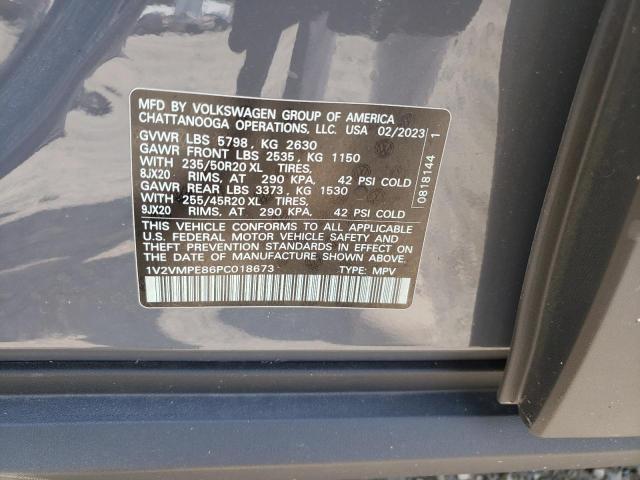 MFD BY VOLKSWAGEN GROUP OF AMERICA
CHATTANOOGA OPERATIONS, LLC. USA 02/2023
GVWR LBS 5798, KG 2630
GAWR FRONT LBS 2535, KG 1150
WITH 235/50R20 XL TIRES,
8JX20 RIMS, AT 290 KPA, 42 PSI COLD
GAWR REAR LBS 3373, KG 1530
WITH 255/45R20 XL TIRES,
9JX20 RIMS, AT 290 KPA, 42 PSI COLD
THIS VEHICLE CONFORMS TO ALL APPLICABLE
U.S. FEDERAL MOTOR VEHICLE SAFETY AND
THEFT PREVENTION STANDARDS IN EFFECT ON
THE DATE OF MANUFACTURE SHOWN ABOVE.
1V2VMPE86PC018673 TYPE: MPV
0818144 1